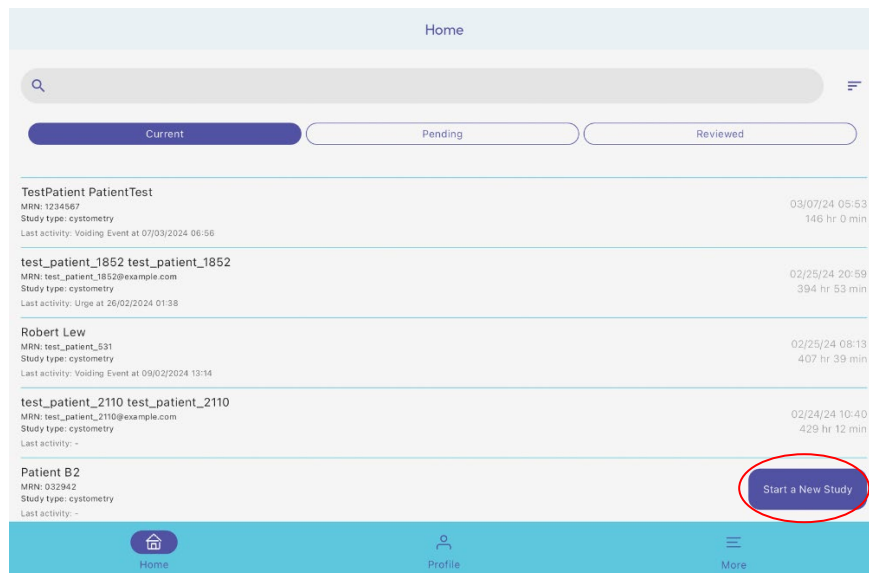 Home
Current
Pending
Reviewed
TestPatient PatientTest
MRN: 1234567
03/07/24 05:53
Study type: cystometry
146 hr 0 min
Last activity: Voiding Event at 07/03/2024 06:56
test_patient_1852 test_patient_1852
MRN: test_patient_1852@example.com
02/25/24 20:59
Study type: cystometry
394 hr 53 min
Last activity: Urge at 26/02/2024 01:38
Robert Lew
MRN: test_patient_531
02/25/24 08:13
Study type: cystometry
407 hr 39 min
Last activity: Voiding Event at 09/02/2024 13:14
test_patient_2110 test_patient_2110
MRN: test_patient_2110@example.com
02/24/24 10:40
Study type: cystometry
429 hr 12 min
Last activity: -
Patient B2
MRN: 032942
Study type: cystometry
Last activity: -
Start a New Study
Home
Profile
More